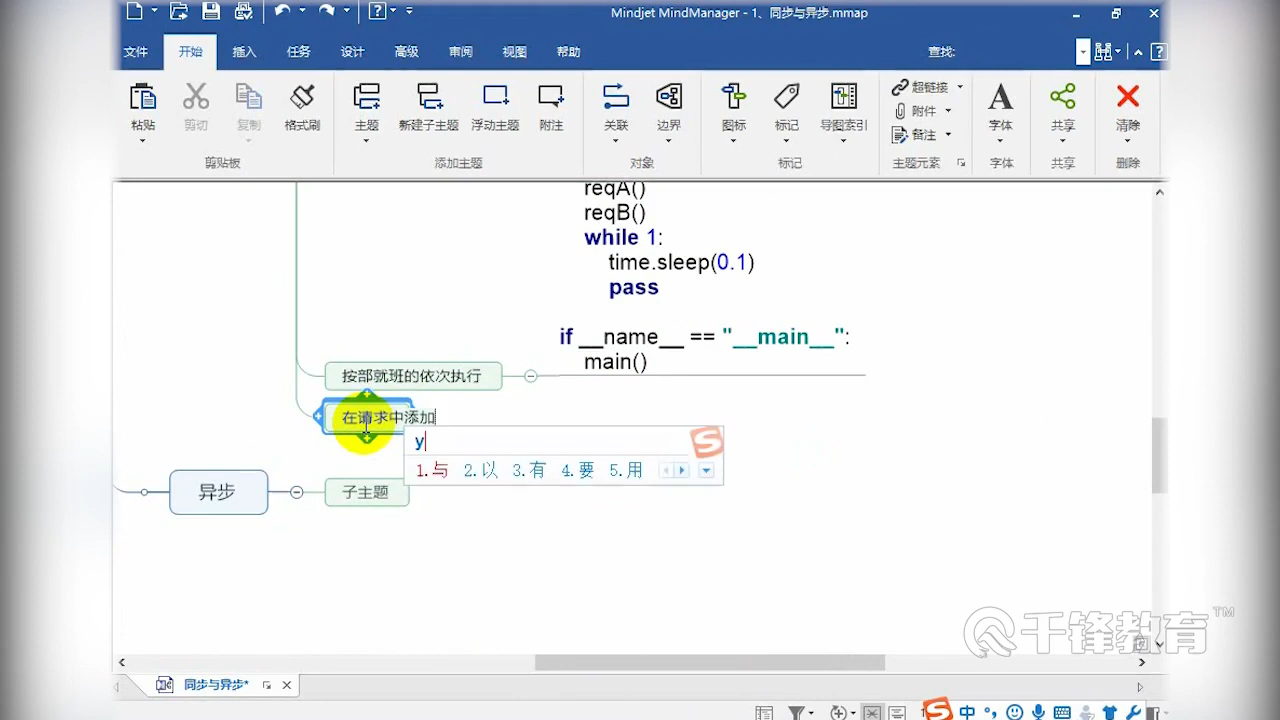 Mindjet MindManager - 1、同步与异步.mmap
文件 开始 插入 任务 设计 高级 审阅 视图 帮助 查找:
粘贴 剪切 复制 格式刷 主题 新建子主题 浮动主题 附注 关联 边界 图标 标记 导图索引 超链接 附件 备注 字体 共享 清除
剪贴板 添加主题 对象 标记 主题元素 字体 共享 删除
reqA()
reqB()
while 1:
time.sleep(0.1)
pass
if __name__ == "__main__":
main()
按部就班的依次执行
在请求中添加
y
1.与 2.以 3.有 4.要 5.用
异步
子主题
千锋教育 TM
同步与异步*
中